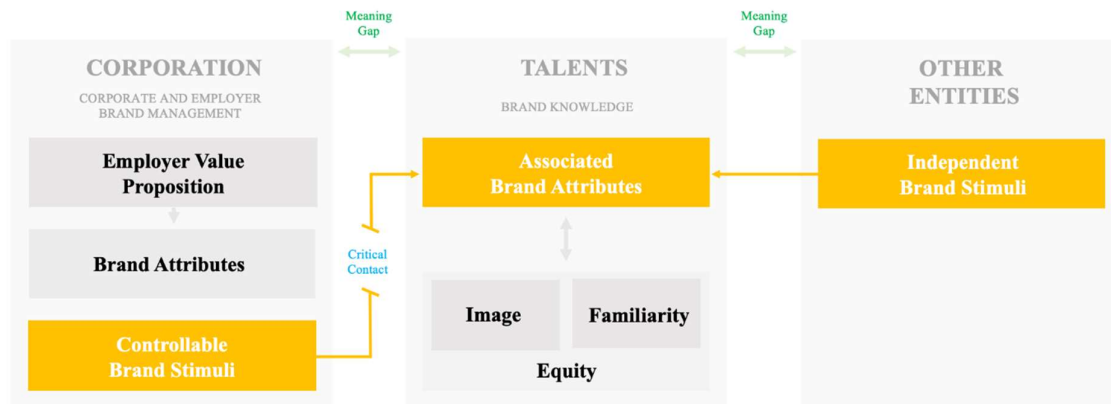 Meaning
Gap
Meaning
Gap
CORPORATION
CORPORATE AND EMPLOYER
BRAND MANAGEMENT
Employer Value
Proposition
Brand Attributes
Controllable
Brand Stimuli
Critical
Contact
TALENTS
BRAND KNOWLEDGE
Associated
Brand Attributes
Image
Familiarity
Equity
OTHER
ENTITIES
Independent
Brand Stimuli